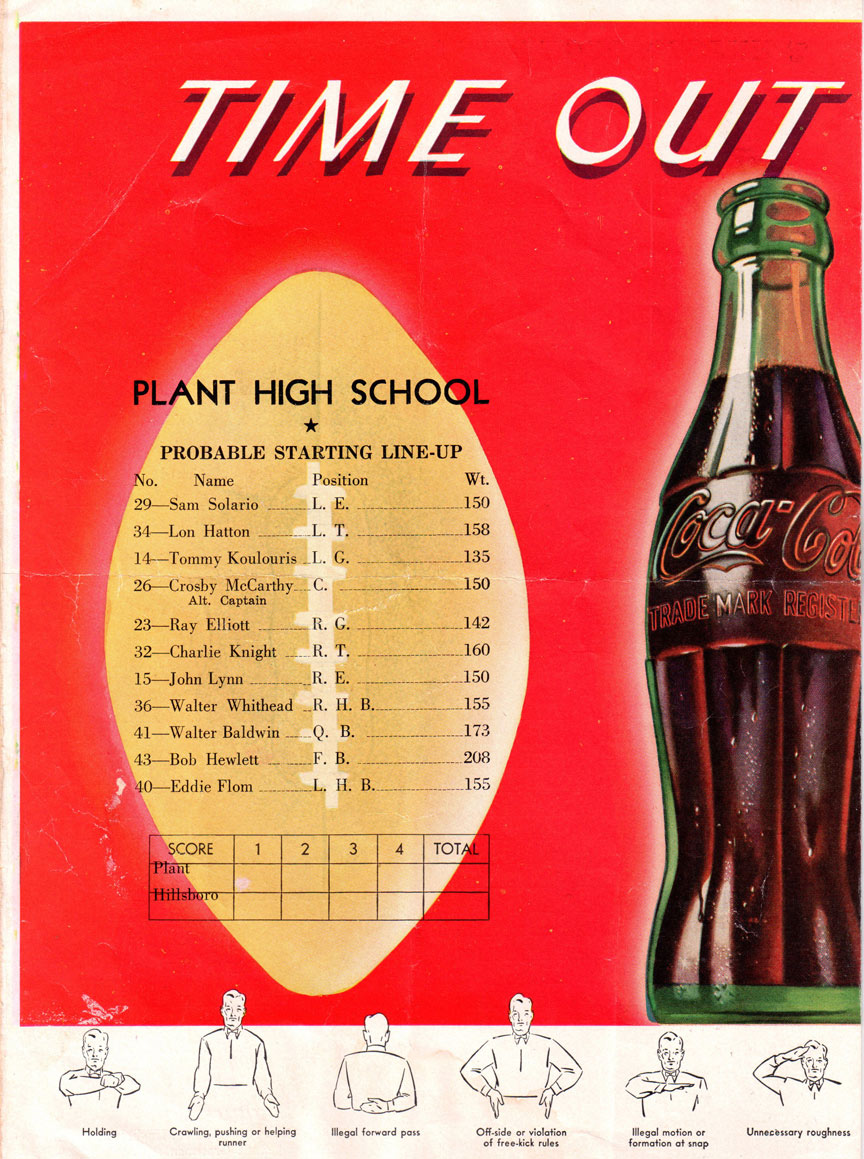 TIME OUT
PLANT HIGH SCHOOL
★
PROBABLE STARTING LINE-UP
No. Name Position Wt.
29—Sam Solario L. E. 150
34—Lon Hatton L. T. 158
14—Tommy Koulouris L. G. 135
26—Crosby McCarthy C. 150
Alt. Captain
23—Ray Elliott R. G. 142
32—Charlie Knight R. T. 160
15—John Lynn R. E. 150
36—Walter Whithead R. H. B. 155
41—Walter Baldwin Q. B. 173
43—Bob Hewlett F. B. 208
40—Eddie Flom L. H. B. 155
SCORE 1 2 3 4 TOTAL
Plant
Hillsboro
Coca-Co
TRADE MARK REGISTE
Holding
Crawling, pushing or helping
runner
Illegal forward pass
Off-side or violation
of free-kick rules
Illegal motion or
formation at snap
Unnecessary roughness